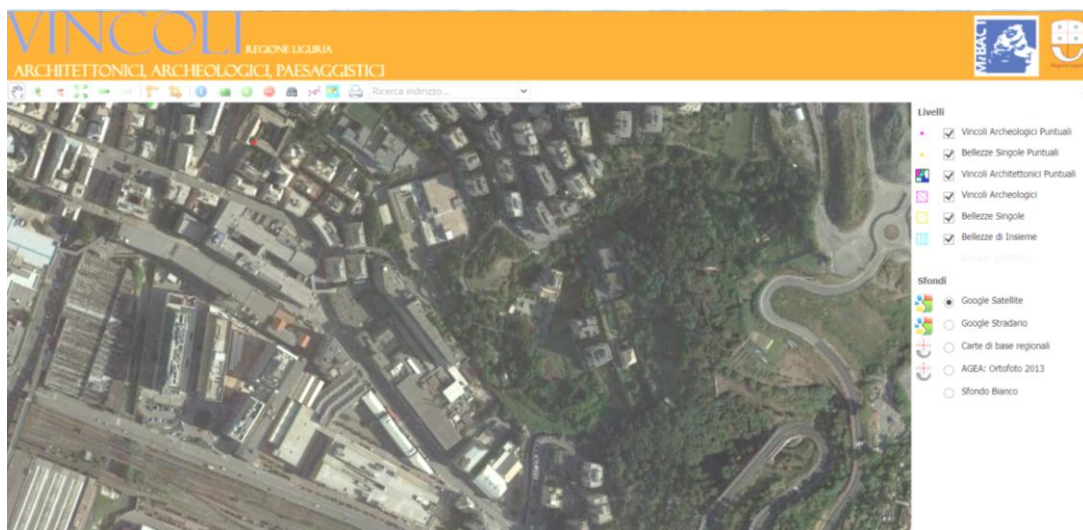 VINCOLI REGIONE LIGURIA
ARCHITETTONICI, ARCHEOLOGICI, PAESAGGISTICI
MiBACT
Ricerca indirizzo...
Livelli
Vincoli Archeologici Puntuali
Bellezze Singole Puntuali
Vincoli Architettonici Puntuali
Vincoli Archeologici
Bellezze Singole
Bellezze di Insieme
Sfondi
Google Satellite
Google Stradario
Carte di base regionali
AGEA: Ortofoto 2013
Sfondo Bianco